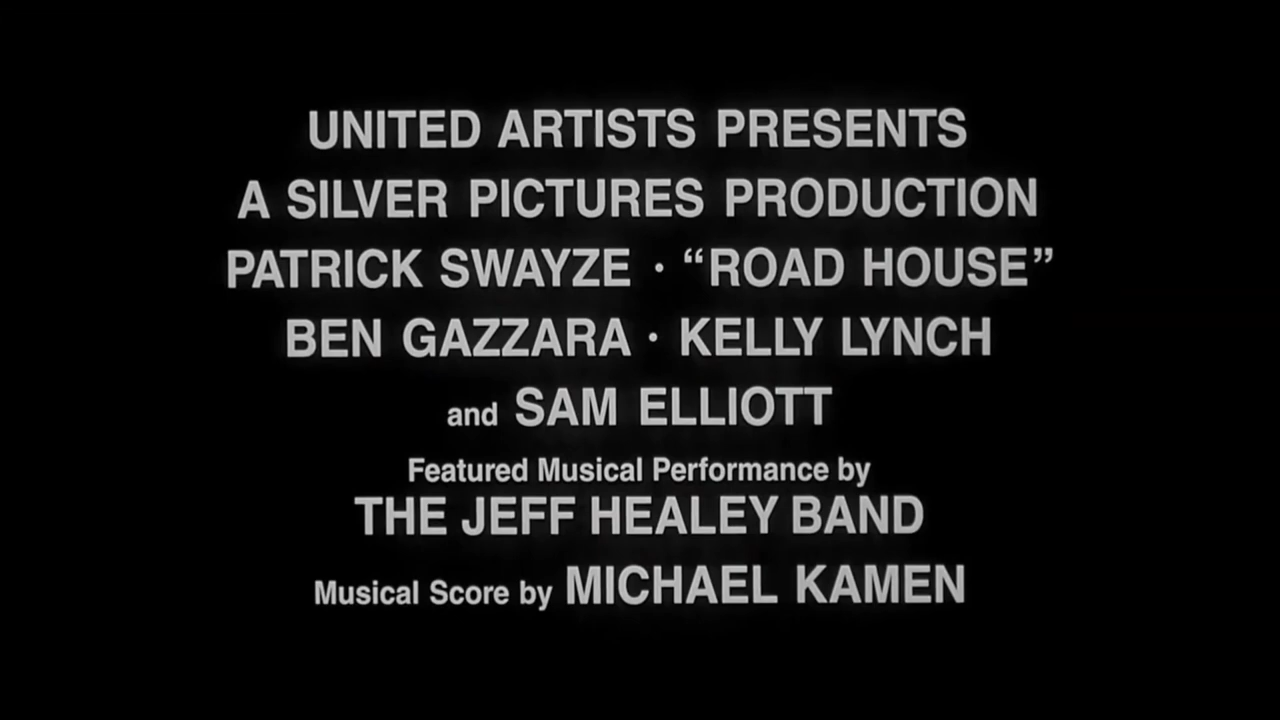 UNITED ARTISTS PRESENTS
A SILVER PICTURES PRODUCTION
PATRICK SWAYZE · “ROAD HOUSE”
BEN GAZZARA · KELLY LYNCH
and SAM ELLIOTT
Featured Musical Performance by
THE JEFF HEALEY BAND
Musical Score by MICHAEL KAMEN